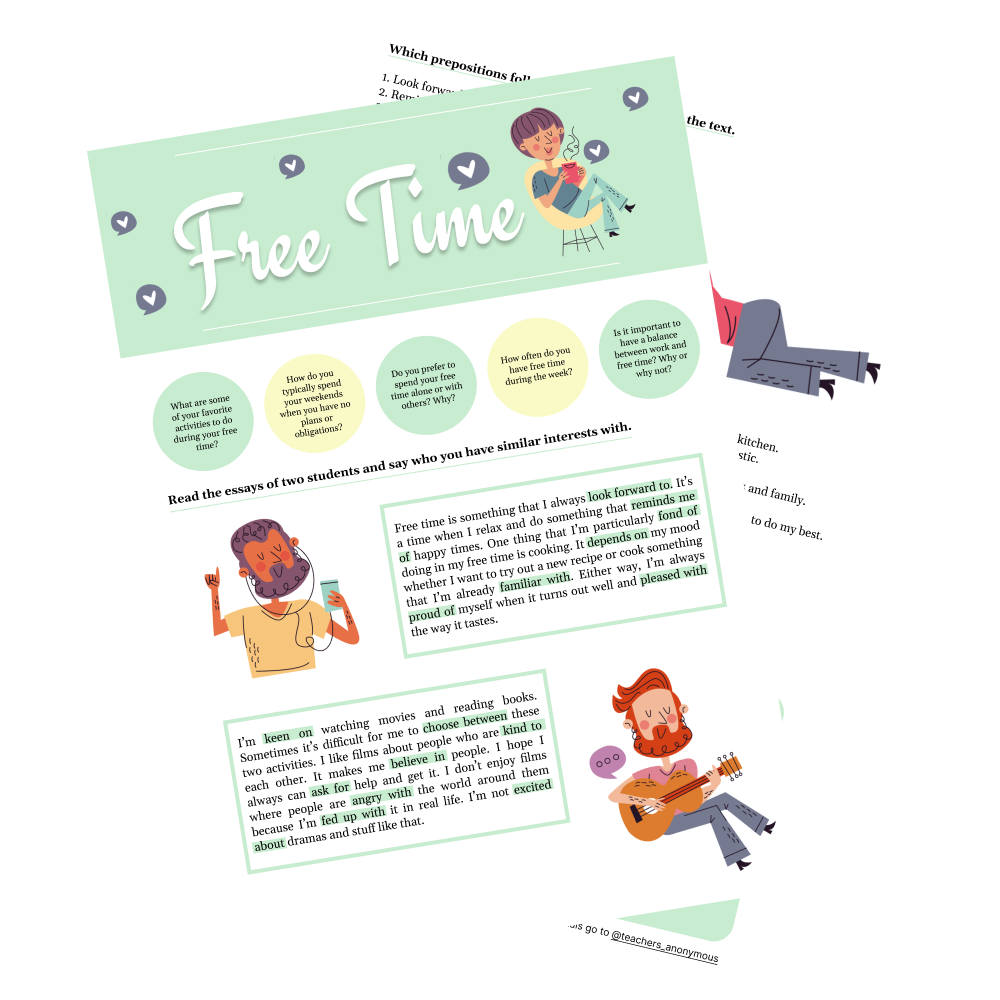 Which prepositions
1. Look
2.
the text.
Free Time
What are some
of your favorite
activities to do
during your free
time?
How do you
typically spend
your weekends
when you have no
plans or
obligations?
Do you prefer to
spend your free
time alone or with
others? Why?
How often do you
have free time
during the week?
Is it important to
have a balance
between work and
free time? Why or
why not?
Read the essays of two students and say who you have similar interests with.
Free time is something that I always look forward to. It's
a time when I relax and do something that reminds me
of happy times. One thing that I'm particularly fond of
doing in my free time is cooking. It depends on my mood
whether I want to try out a new recipe or cook something
that I'm already familiar with. Either way, I'm always
proud of myself when it turns out well and pleased with
the way it tastes.
I'm keen on watching movies and reading books.
Sometimes it's difficult for me to choose between these
two activities. I like films about people who are kind to
each other. It makes me believe in people. I hope I
always can ask for help and get it. I don't enjoy films
where people are angry with the world around them
because I'm fed up with it in real life. I'm not excited
about dramas and stuff like that.
kitchen.
and family.
to do my best.
go to @teachers_anonymous